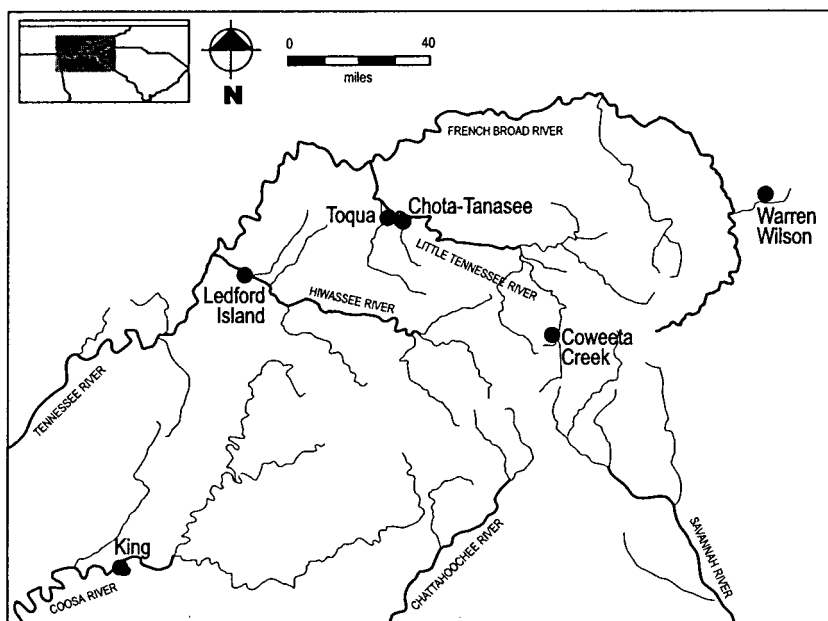 0 40
miles
N
FRENCH BROAD RIVER
Toqua
Chota-Tanasee
Warren
Wilson
LITTLE TENNESSEE RIVER
Ledford
Island
HIWASSEE RIVER
Coweeta
Creek
TENNESSEE RIVER
King
COOSA RIVER
CHATTAHOOCHEE RIVER
SAVANNAH RIVER